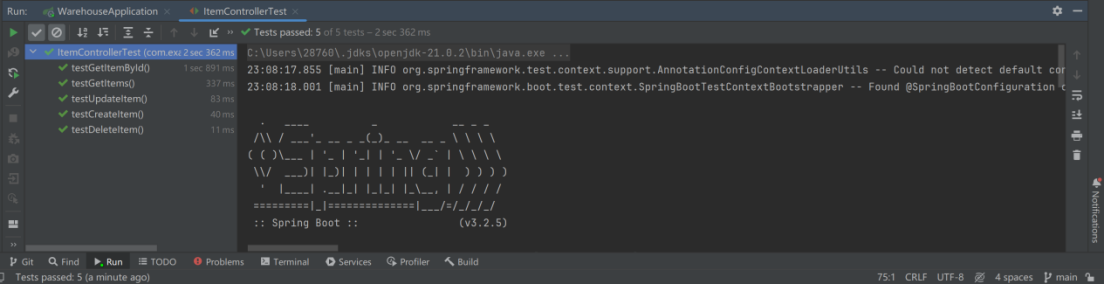 Run: WarehouseApplication × ItemControllerTest ×
Tests passed: 5 of 5 tests – 2 sec 362 ms
ItemControllerTest (com.exa 2 sec 362 ms
testGetItemById() 1 sec 891 ms
testGetItems() 337 ms
testUpdateItem() 83 ms
testCreateItem() 40 ms
testDeleteItem() 11 ms
C:\Users\28760\.jdks\openjdk-21.0.2\bin\java.exe ...
23:08:17.855 [main] INFO org.springframework.test.context.support.AnnotationConfigContextLoaderUtils -- Could not detect default con
23:08:18.001 [main] INFO org.springframework.boot.test.context.SpringBootTestContextBootstrapper -- Found @SpringBootConfiguration
  .   ____          _            __ _ _
 /\\ / ___'_ __ _ _(_)_ __  __ _ \ \ \ \
( ( )\___ | '_ | '_| | '_ \/ _` | \ \ \ \
 \\/  ___)| |_)| | | | | || (_| |  ) ) ) )
  '  |____| .__|_| |_|_| |_\__, | / / / /
 =========|_|==============|___/=/_/_/_/
 :: Spring Boot ::                (v3.2.5)
Notifications
Git Find Run TODO Problems Terminal Services Profiler Build
Tests passed: 5 (a minute ago) 75:1 CRLF UTF-8 4 spaces main